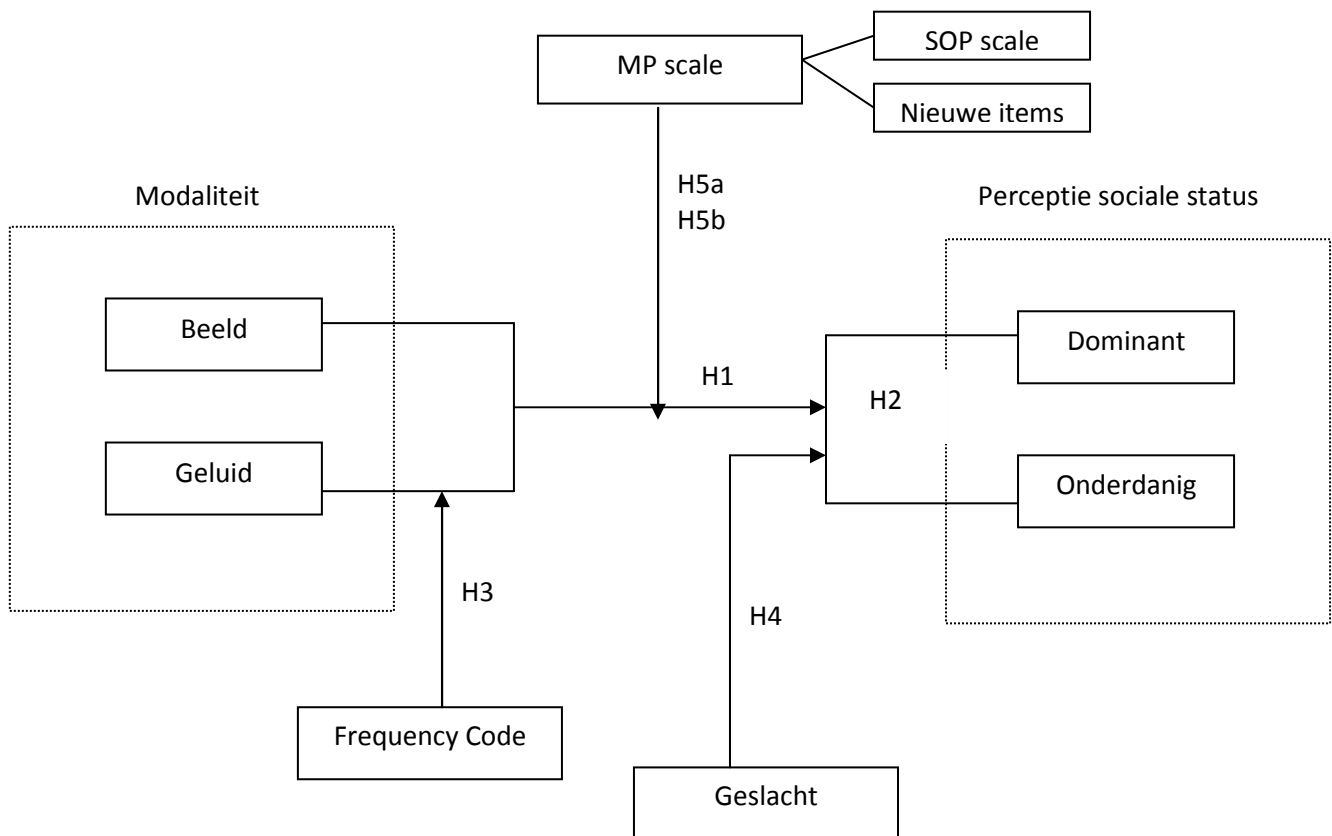 MP scale
SOP scale
Nieuwe items
H5a
H5b
Modaliteit
Perceptie sociale status
Beeld
Dominant
H1
H2
Geluid
Onderdanig
H3
H4
Frequency Code
Geslacht